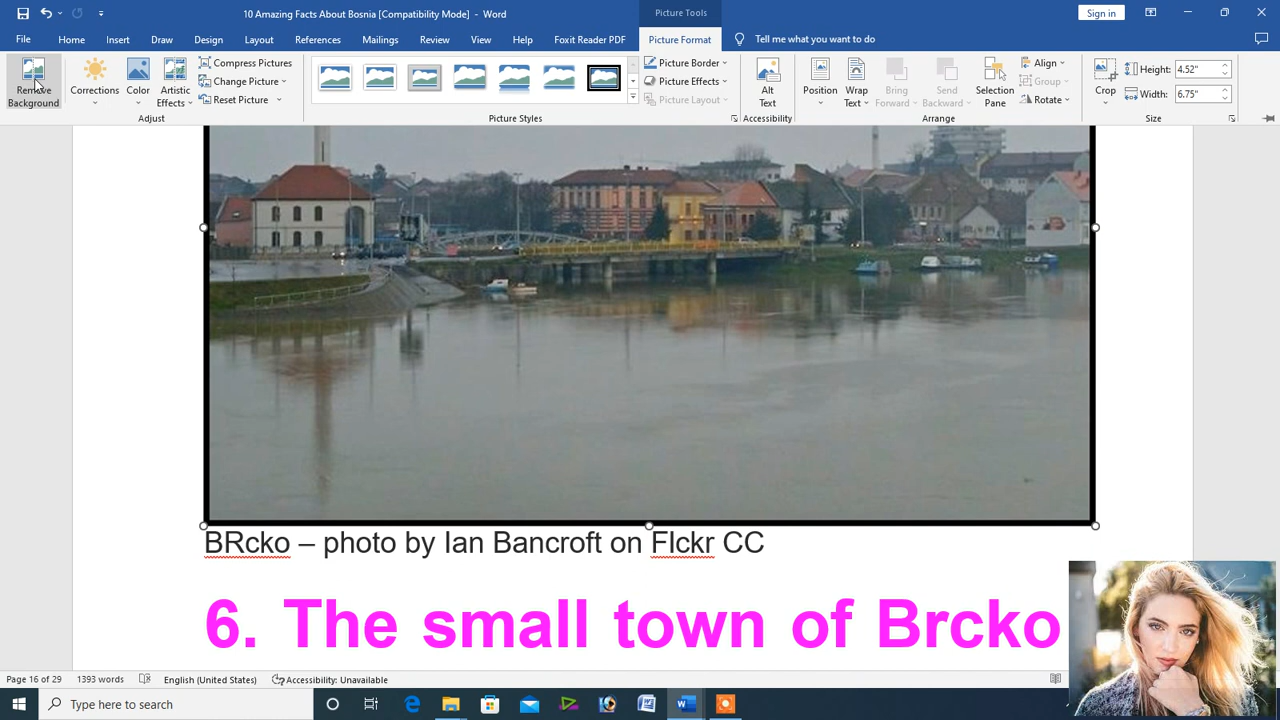 10 Amazing Facts About Bosnia [Compatibility Mode] - Word
Picture Tools
Sign in
File Home Insert Draw Design Layout References Mailings Review View Help Foxit Reader PDF Picture Format Tell me what you want to do
Remove Background
Corrections
Color
Artistic Effects
Compress Pictures
Change Picture
Reset Picture
Adjust
Picture Styles
Picture Border
Picture Effects
Picture Layout
Alt Text
Accessibility
Position
Wrap Text
Bring Forward
Send Backward
Selection Pane
Align
Group
Rotate
Arrange
Crop
Height: 4.52"
Width: 6.75"
Size
BRcko – photo by Ian Bancroft on Flckr CC
6. The small town of Brcko
Page 16 of 29 1393 words English (United States) Accessibility: Unavailable
Type here to search